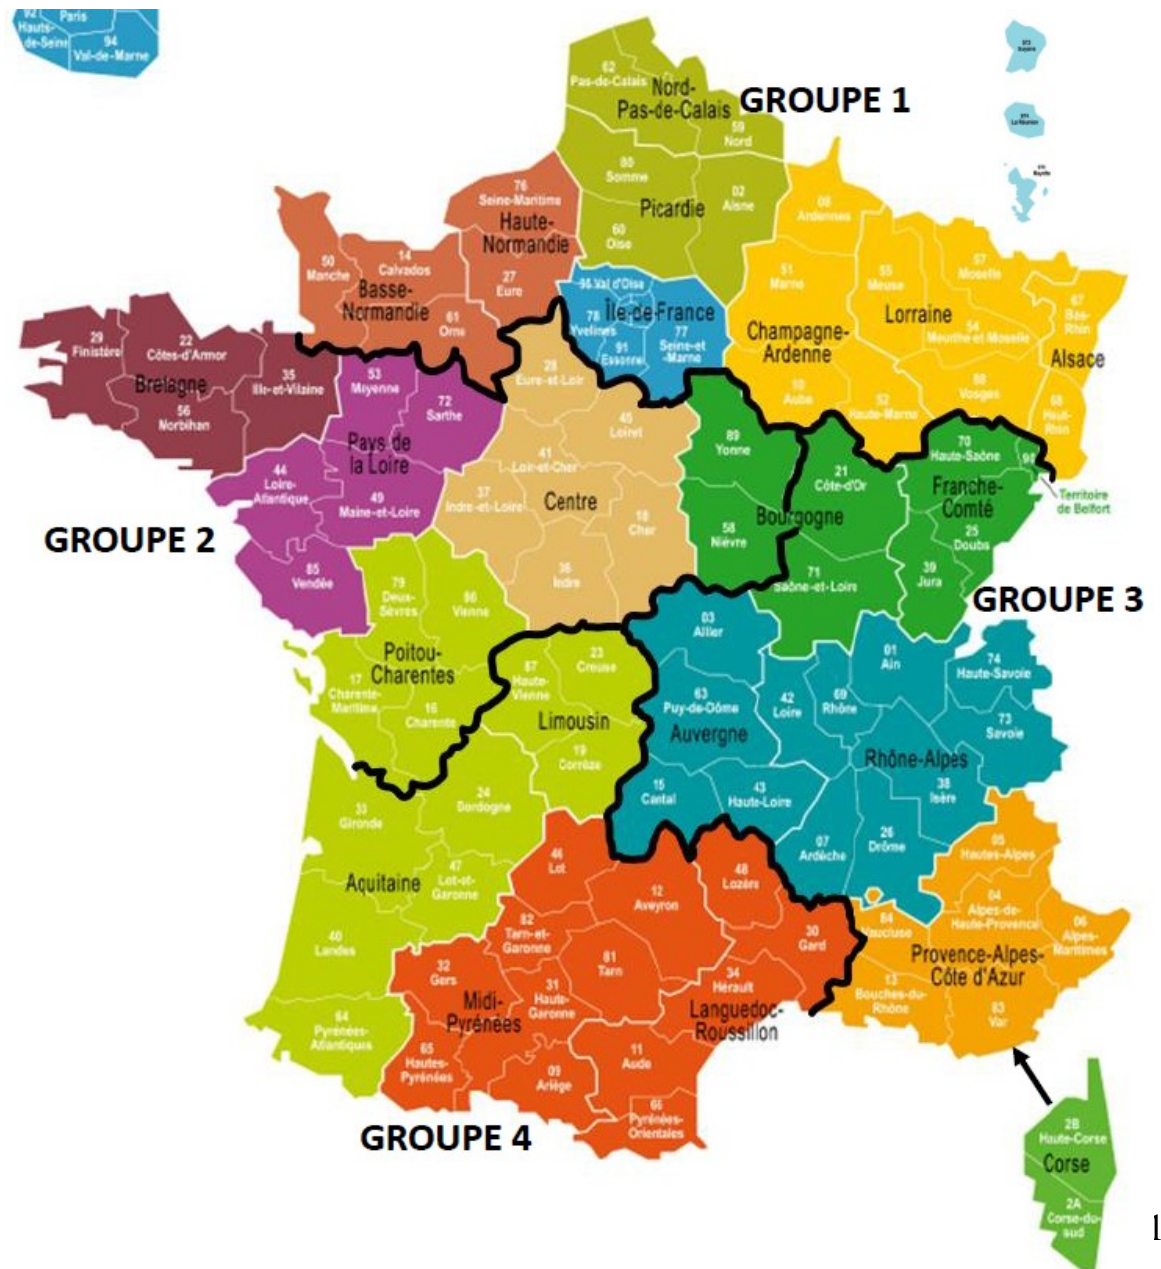 92
Hauts-
de-Seine
Paris
94
Val-de-Marne
62
Pas-de-Calais
Nord-
Pas-de-Calais
GROUPE 1
59
Nord
80
Somme
02
Aisne
Picardie
60
Oise
76
Seine-Maritime
Haute-
Normandie
27
Eure
50
Manche
14
Calvados
Basse-
Normandie
61
Orne
95 Val d'Oise
78
Yvelines
Île-de-France
91
Essonne
77
Seine-et
-Marne
08
Ardennes
51
Marne
Champagne-
Ardenne
10
Aube
52
Haute-Marne
55
Meuse
57
Moselle
Lorraine
54
Meurthe et Moselle
88
Vosges
67
Bas-
Rhin
Alsace
68
Haut-
Rhin
29
Finistère
22
Côtes-d'Armor
Bretagne
35
Ille-et-Vilaine
56
Morbihan
53
Mayenne
72
Sarthe
Pays de
la Loire
44
Loire-
Atlantique
49
Maine-et-Loire
85
Vendée
GROUPE 2
28
Eure-et-Loir
45
Loiret
41
Loir-et-Cher
37
Indre-et-Loire
Centre
18
Cher
36
Indre
89
Yonne
58
Nièvre
21
Côte-d'Or
Bourgogne
71
Saône-et-Loire
70
Haute-Saône
90
Territoire
de Belfort
Franche-
Comté
25
Doubs
39
Jura
GROUPE 3
79
Deux-
Sèvres
86
Vienne
Poitou-
Charentes
17
Charente-
Maritime
16
Charente
87
Haute-
Vienne
23
Creuse
Limousin
19
Corrèze
03
Allier
63
Puy-de-Dôme
Auvergne
15
Cantal
43
Haute-Loire
42
Loire
69
Rhône
01
Ain
74
Haute-Savoie
73
Savoie
Rhône-Alpes
38
Isère
07
Ardèche
26
Drôme
33
Gironde
24
Dordogne
47
Lot-et-
Garonne
Aquitaine
40
Landes
64
Pyrénées-
Atlantiques
46
Lot
12
Aveyron
82
Tarn-et-
Garonne
81
Tarn
32
Gers
31
Haute-
Garonne
Midi-
Pyrénées
65
Hautes-
Pyrénées
09
Ariège
48
Lozère
30
Gard
34
Hérault
Languedoc-
Roussillon
11
Aude
66
Pyrénées-
Orientales
GROUPE 4
05
Hautes-Alpes
04
Alpes-de-
Haute-Provence
06
Alpes-
Maritimes
84
Vaucluse
Provence-Alpes-
Côte d'Azur
13
Bouches-du-
Rhône
83
Var
2B
Haute-Corse
Corse
2A
Corse-du-
sud
1